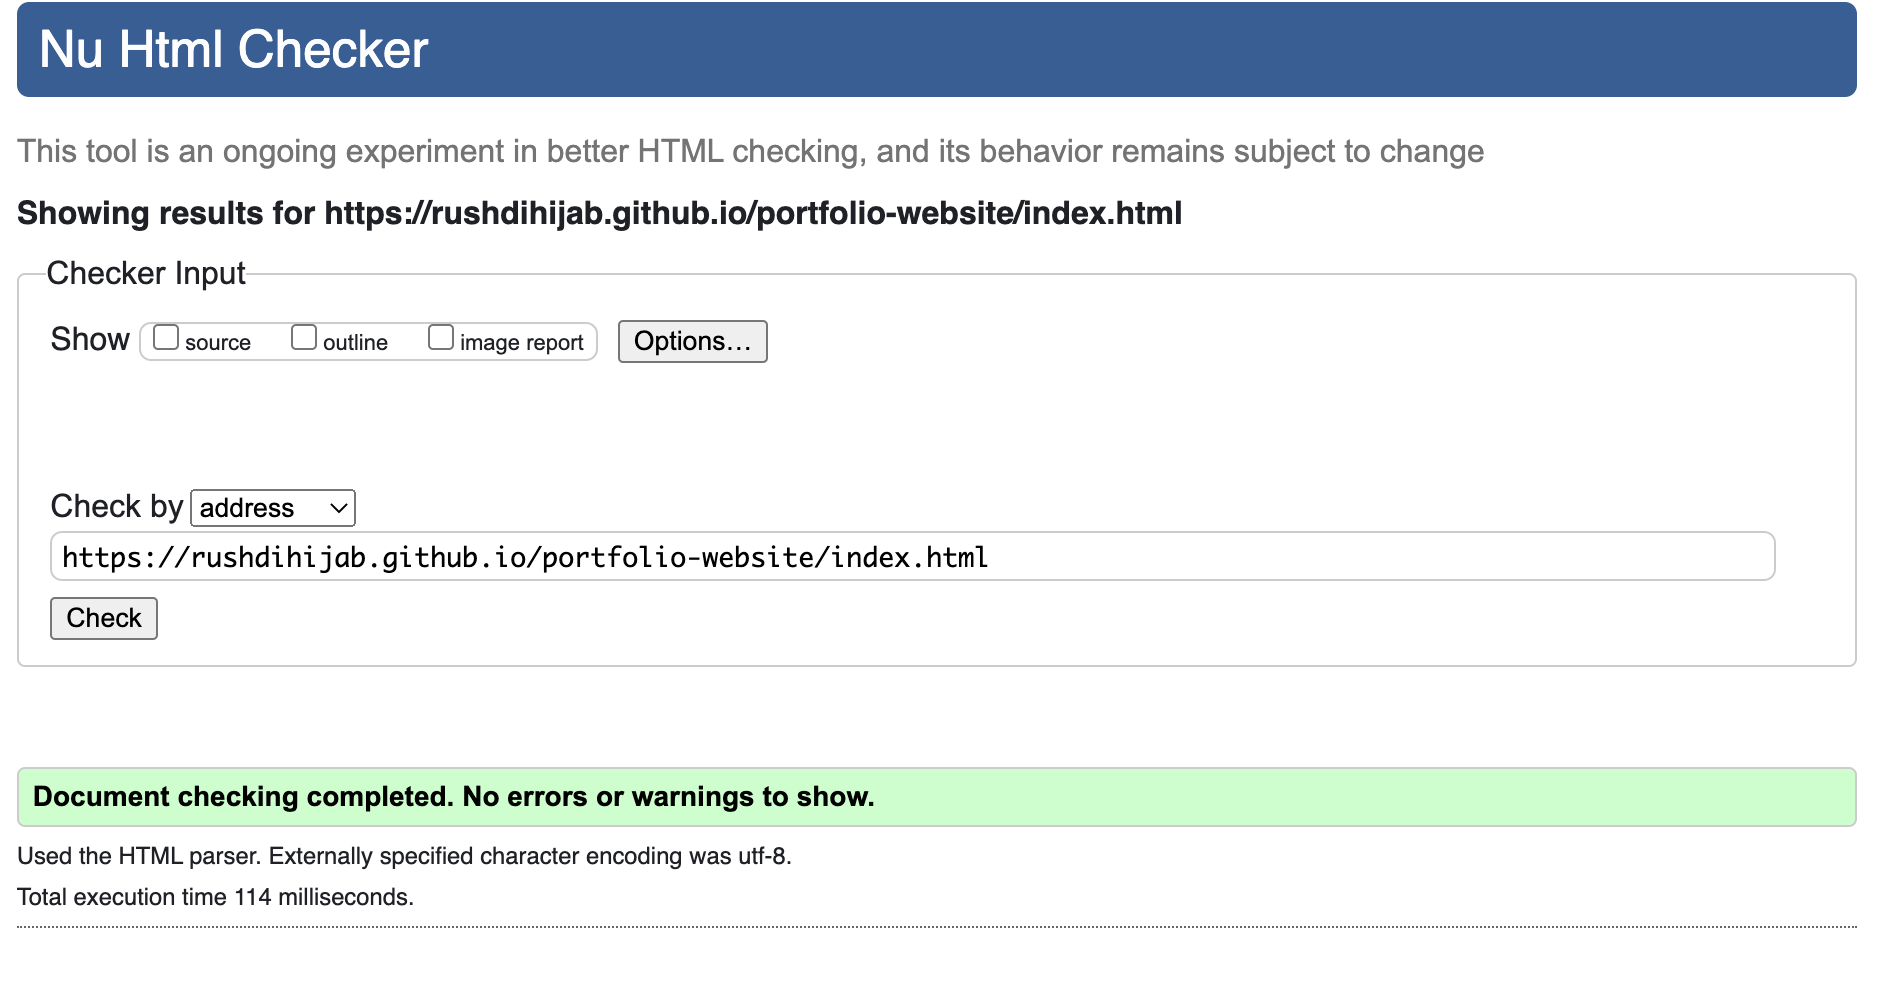 Nu Html Checker
This tool is an ongoing experiment in better HTML checking, and its behavior remains subject to change
Showing results for https://rushdihijab.github.io/portfolio-website/index.html
Checker Input
Show source outline image report Options…
Check by address
https://rushdihijab.github.io/portfolio-website/index.html
Check
Document checking completed. No errors or warnings to show.
Used the HTML parser. Externally specified character encoding was utf-8.
Total execution time 114 milliseconds.